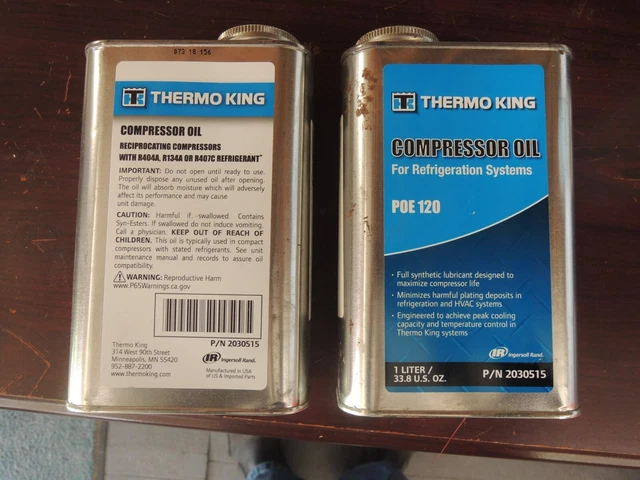 973 18 156
THERMO KING
COMPRESSOR OIL
RECIPROCATING COMPRESSORS
WITH R404A, R134A OR R407C REFRIGERANT
IMPORTANT: Do not open until ready to use.
Properly dispose any unused oil after opening.
The oil will absorb moisture which will adversely
affect its performance and may cause
unit damage.
CAUTION: Harmful if swallowed. Contains
Syn-Esters. If swallowed do not induce vomiting.
Call a physician. KEEP OUT OF REACH OF
CHILDREN. This oil is typically used in compact
compressors with stated refrigerants. See unit
maintenance manual and records to assure oil
compatibility.
WARNING: Reproductive Harm
www.P65Warnings.ca.gov
P/N 2030515
Thermo King
314 West 90th Street
Minneapolis, MN 55420
952-887-2200
www.thermoking.com
IR Ingersoll Rand.
Manufactured in USA
of US & Imported Parts
THERMO KING
COMPRESSOR OIL
For Refrigeration Systems
POE 120
• Full synthetic lubricant designed to
maximize compressor life
• Minimizes harmful plating deposits in
refrigeration and HVAC systems
• Engineered to achieve peak cooling
capacity and temperature control in
Thermo King systems
IR Ingersoll Rand.
1 LITER /
33.8 U.S. OZ.
P/N 2030515